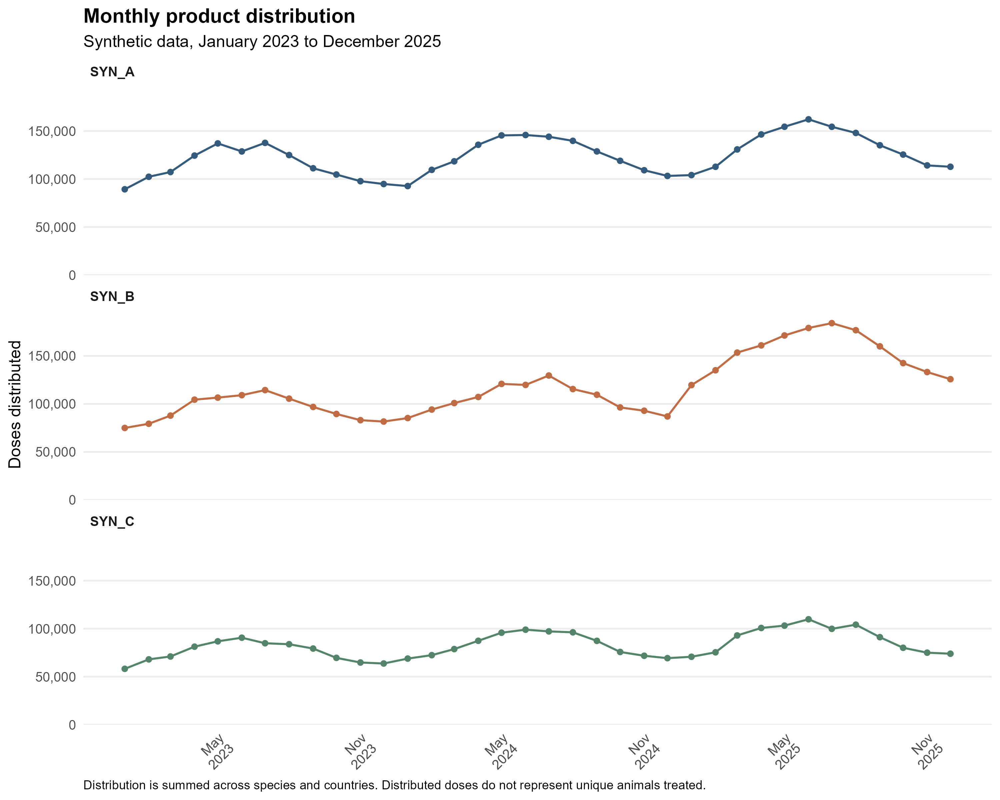 Monthly product distribution
Synthetic data, January 2023 to December 2025
SYN_A
150,000
100,000
50,000
0
SYN_B
Doses distributed
150,000
100,000
50,000
0
SYN_C
150,000
100,000
50,000
0
May
2023
Nov
2023
May
2024
Nov
2024
May
2025
Nov
2025
Distribution is summed across species and countries. Distributed doses do not represent unique animals treated.